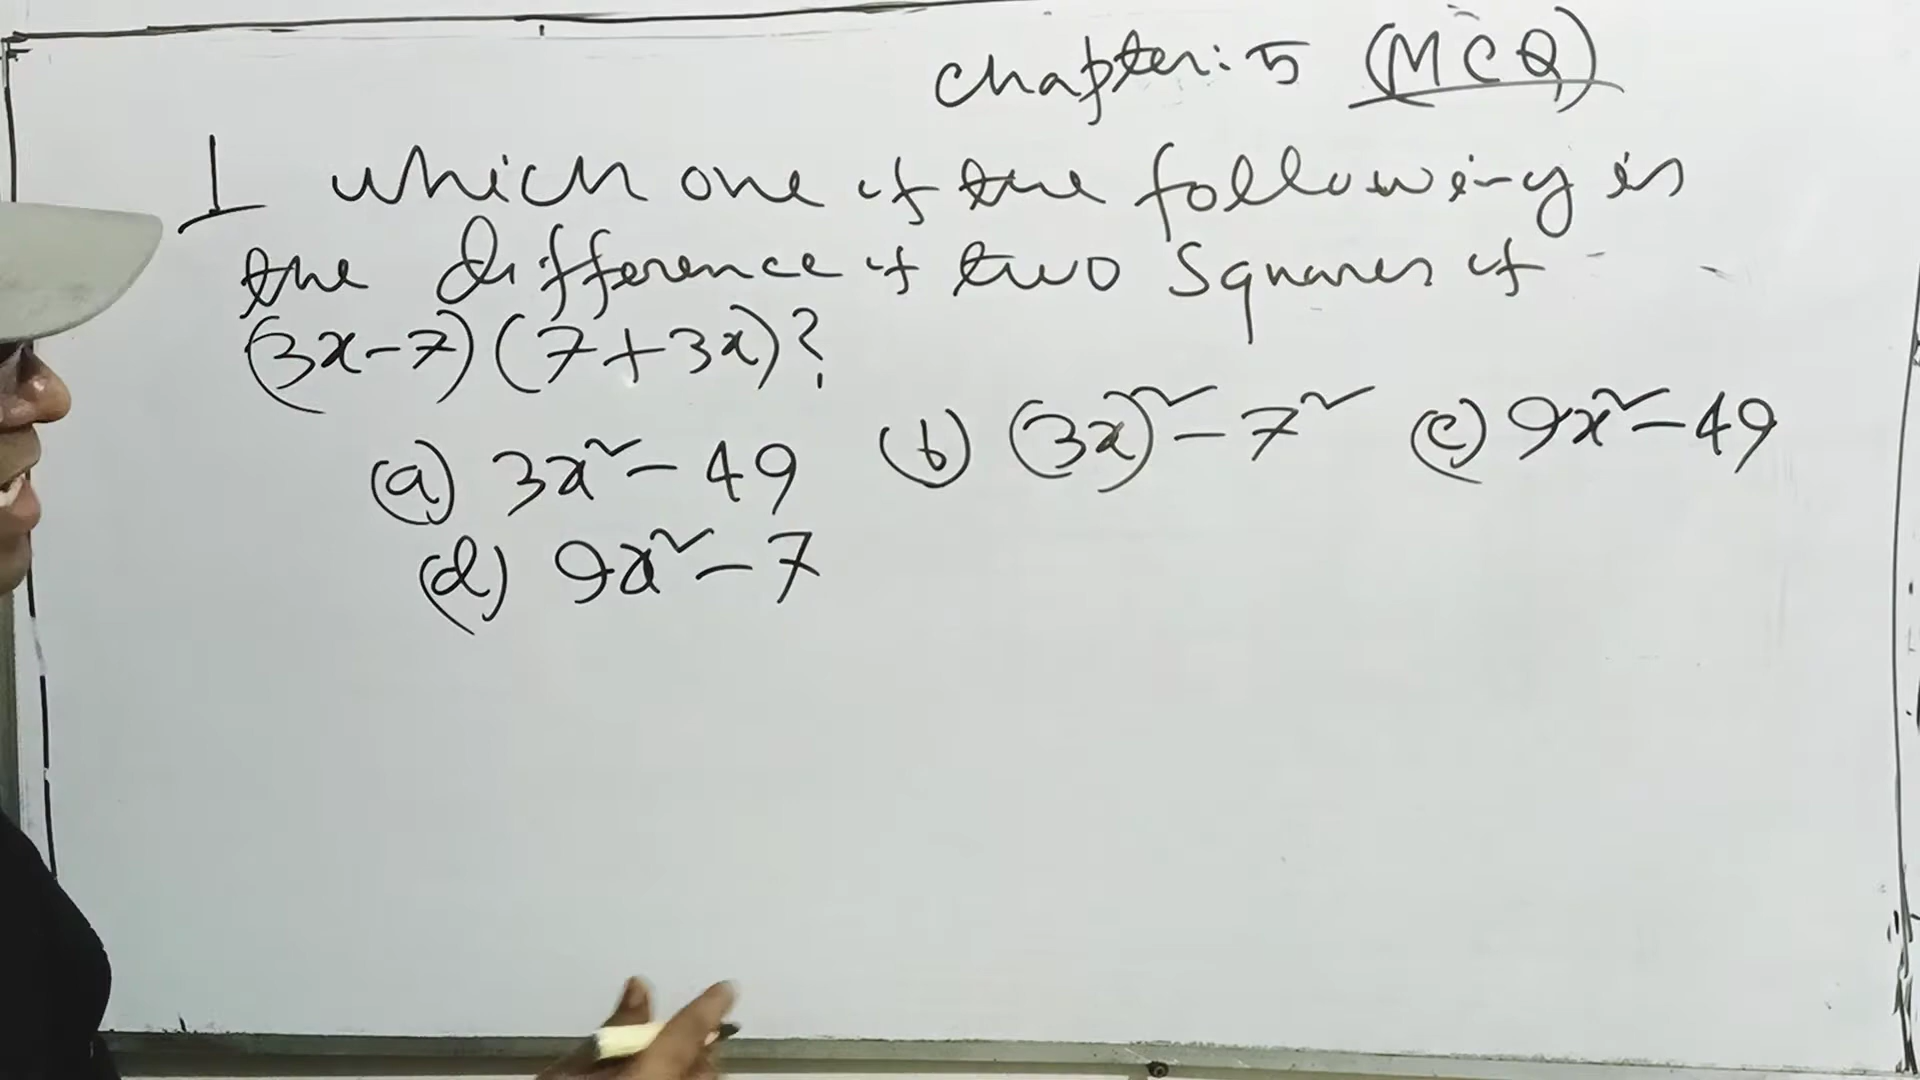 Chapter: 5 (MCQ)
1 which one of the following is
the difference of two squares of
(3x-7)(7+3x)?
(a) 3x²-49 (b) (3x)²-7² (c) 9x²-49
(d) 9x²-7